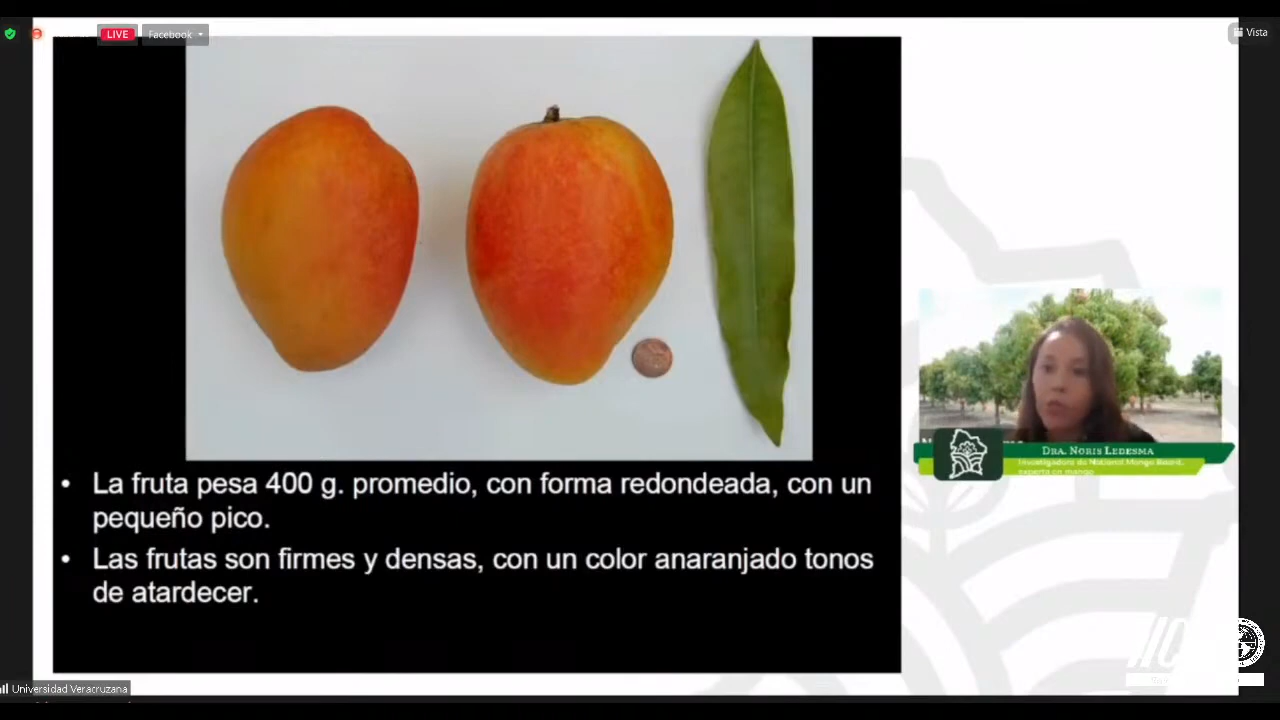 LIVE
Facebook
Vista
• La fruta pesa 400 g. promedio, con forma redondeada, con un
pequeño pico.
• Las frutas son firmes y densas, con un color anaranjado tonos
de atardecer.
DRA. NORIS LEDESMA
Investigadora de National Mango Board,
experta en mango
Universidad Veracruzana